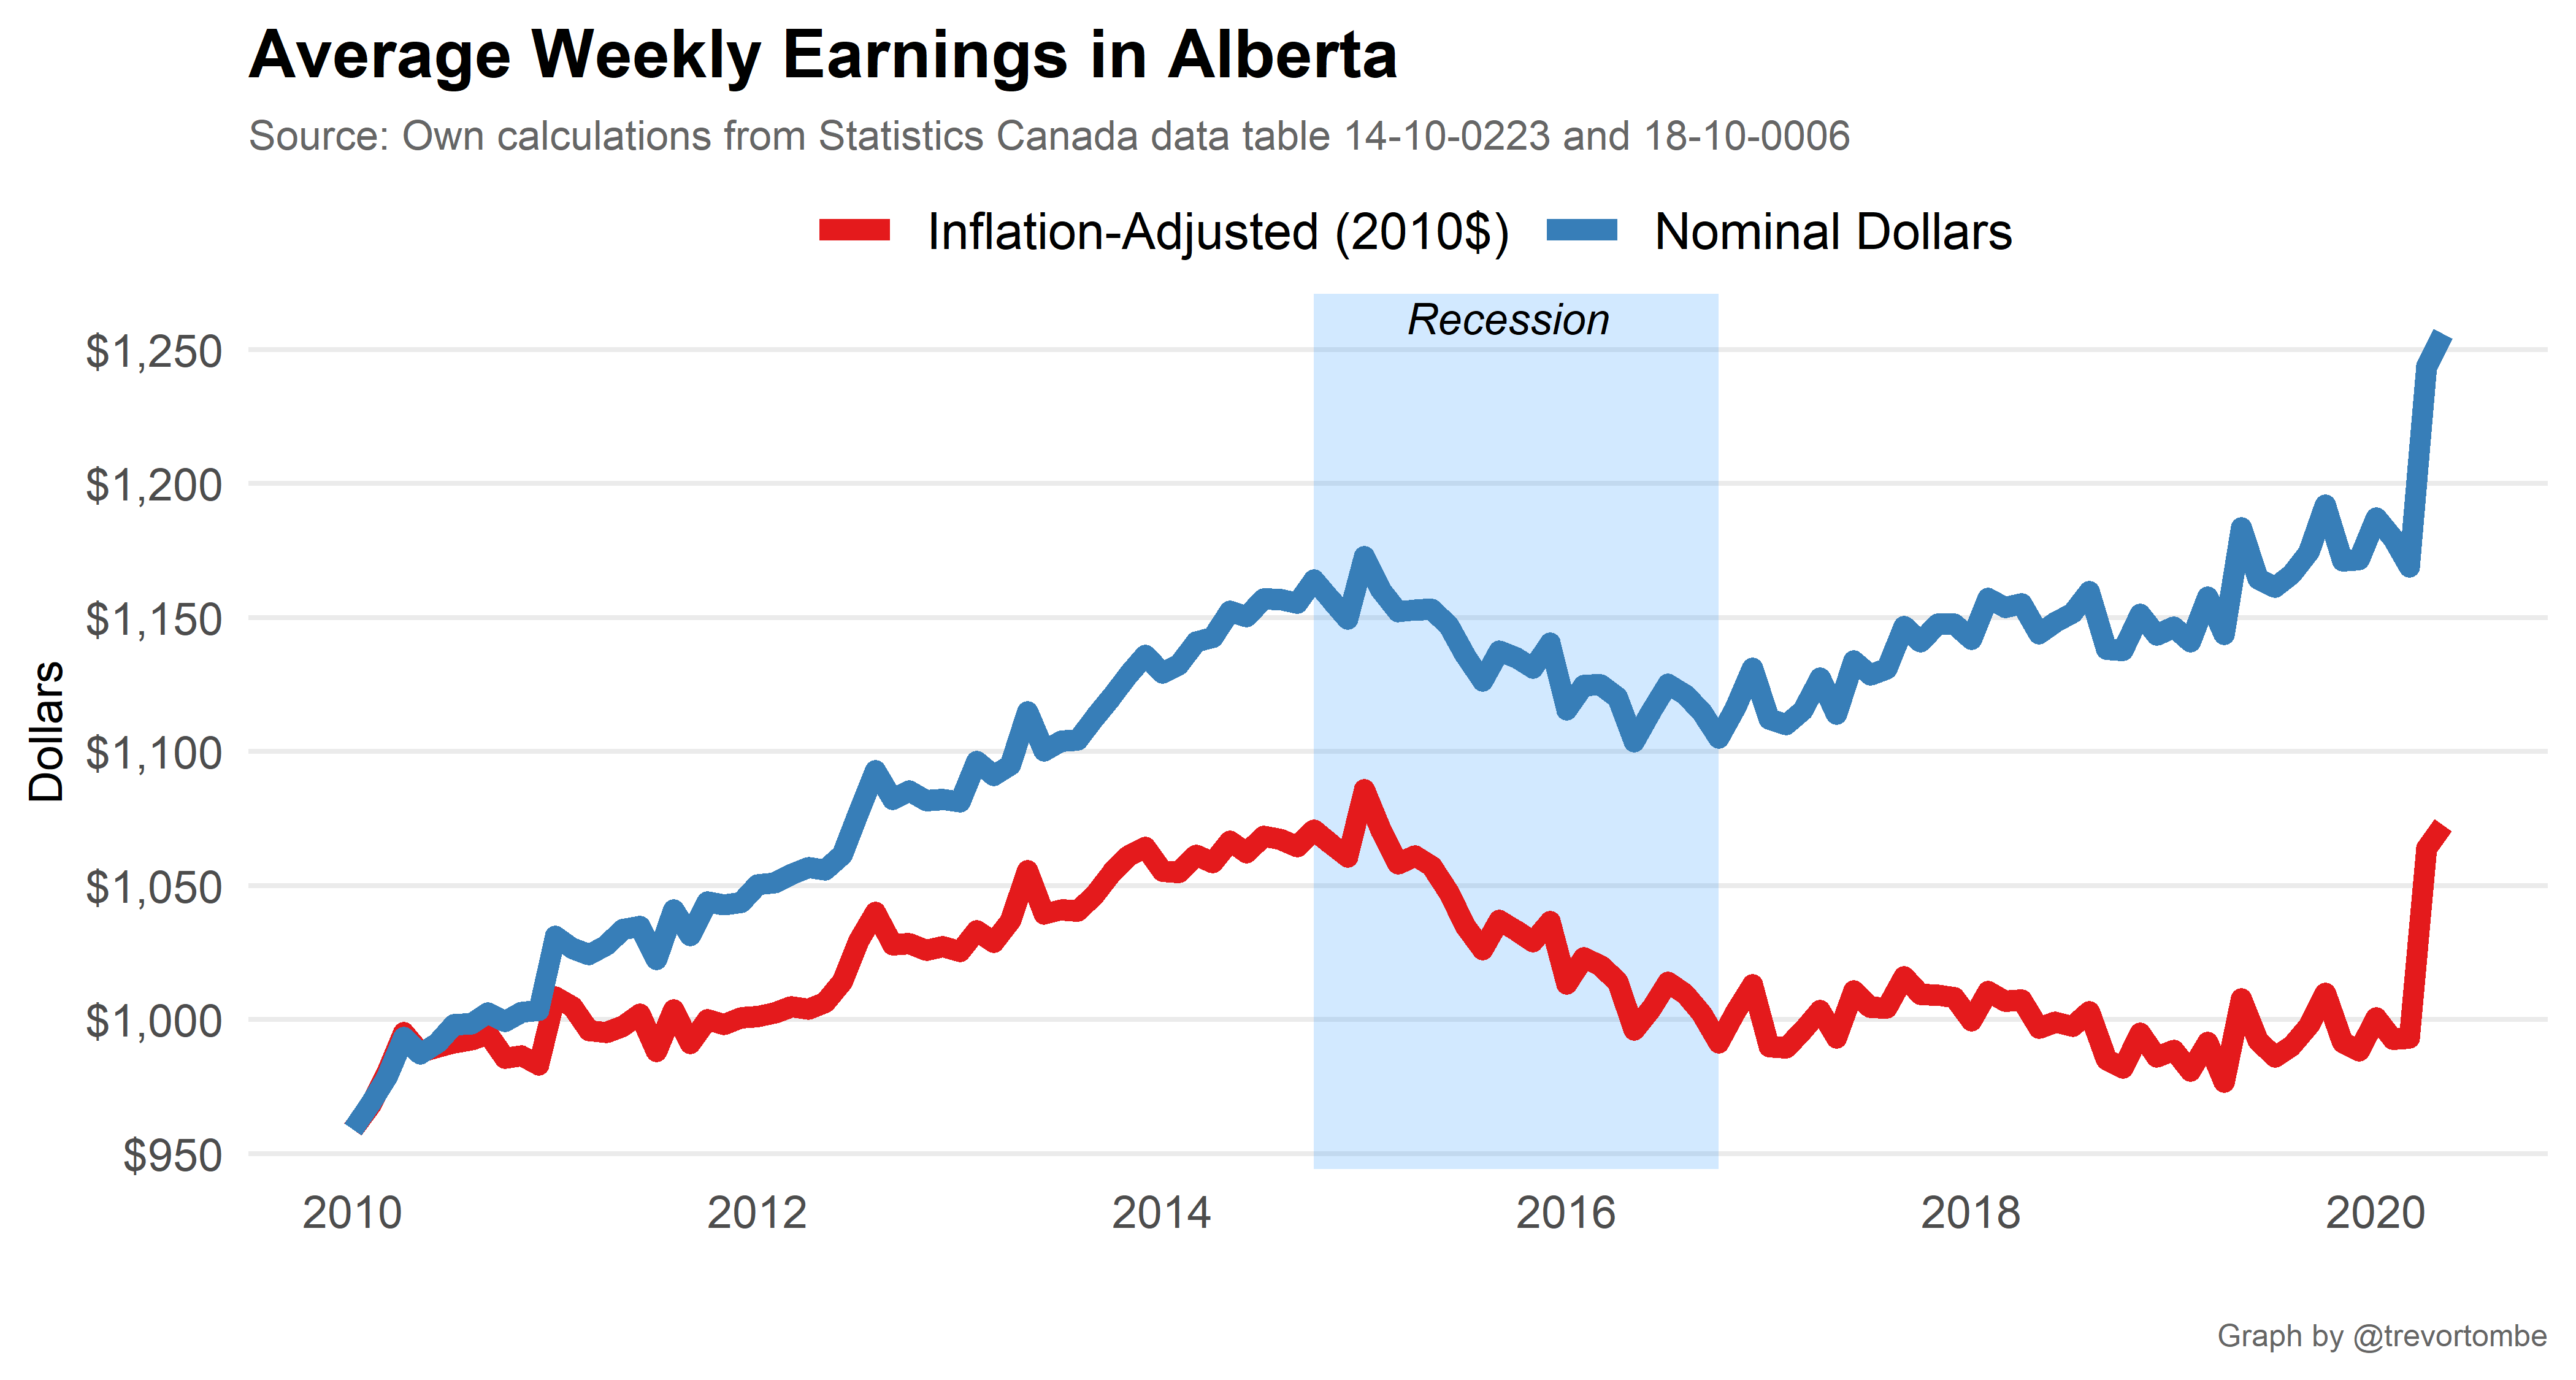 Average Weekly Earnings in Alberta
Source: Own calculations from Statistics Canada data table 14-10-0223 and 18-10-0006
Inflation-Adjusted (2010$) Nominal Dollars
Recession
$1,250
$1,200
$1,150
$1,100
$1,050
$1,000
$950
Dollars
2010 2012 2014 2016 2018 2020
Graph by @trevortombe